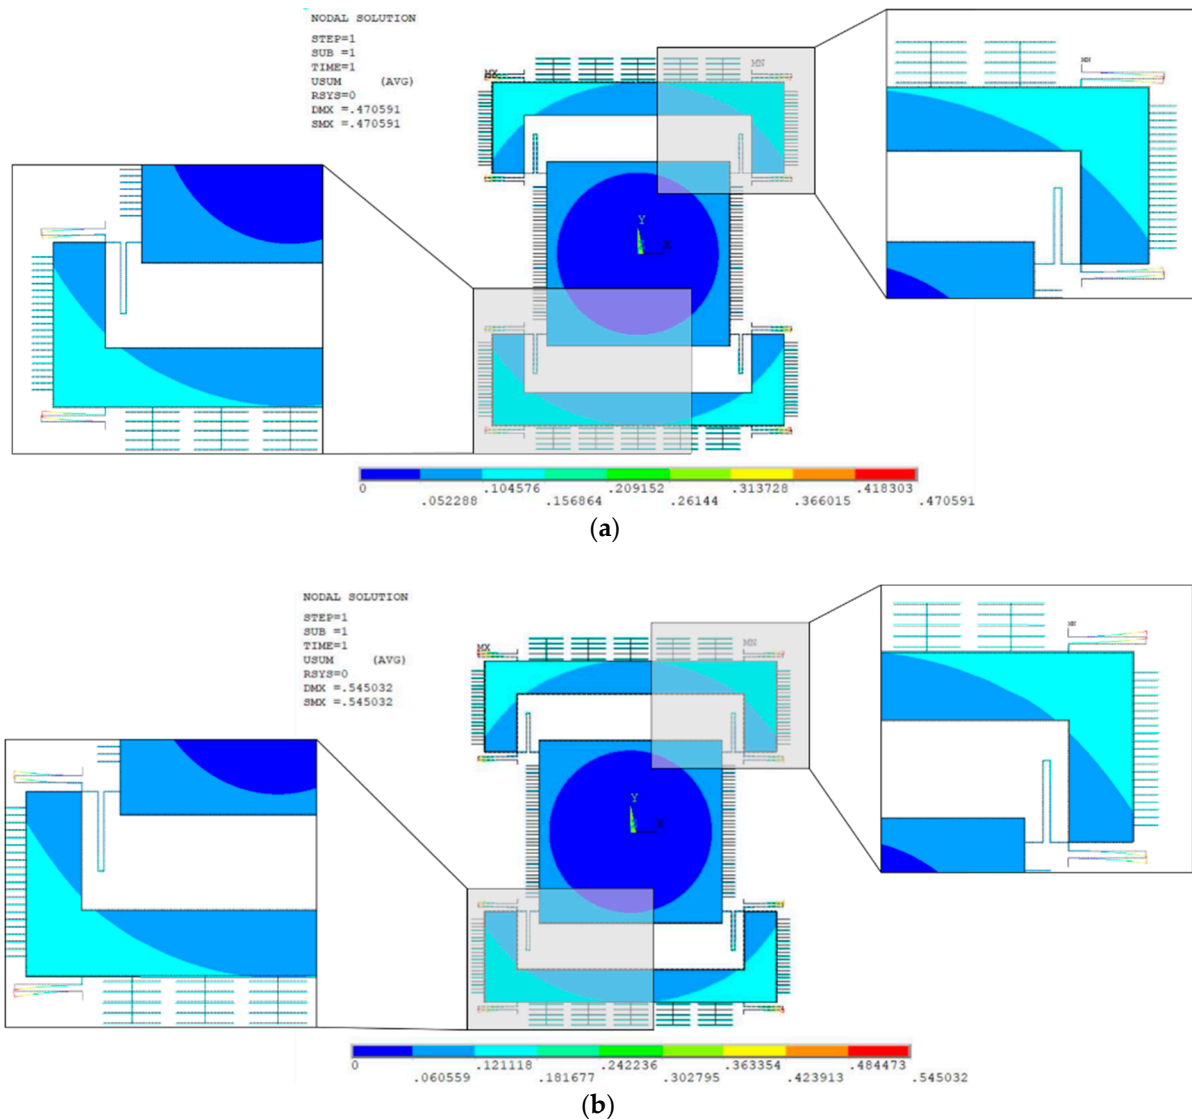 NODAL SOLUTION
STEP=1
SUB =1
TIME=1
USUM (AVG)
RSYS=0
DMX =.470591
SMX =.470591
MX
MN
MN
Y
X
0
.052288
.104576
.156864
.209152
.26144
.313728
.366015
.418303
.470591
(a)
NODAL SOLUTION
STEP=1
SUB =1
TIME=1
USUM (AVG)
RSYS=0
DMX =.545032
SMX =.545032
MX
MN
MN
Y
X
0
.060559
.121118
.181677
.242236
.302795
.363354
.423913
.484473
.545032
(b)